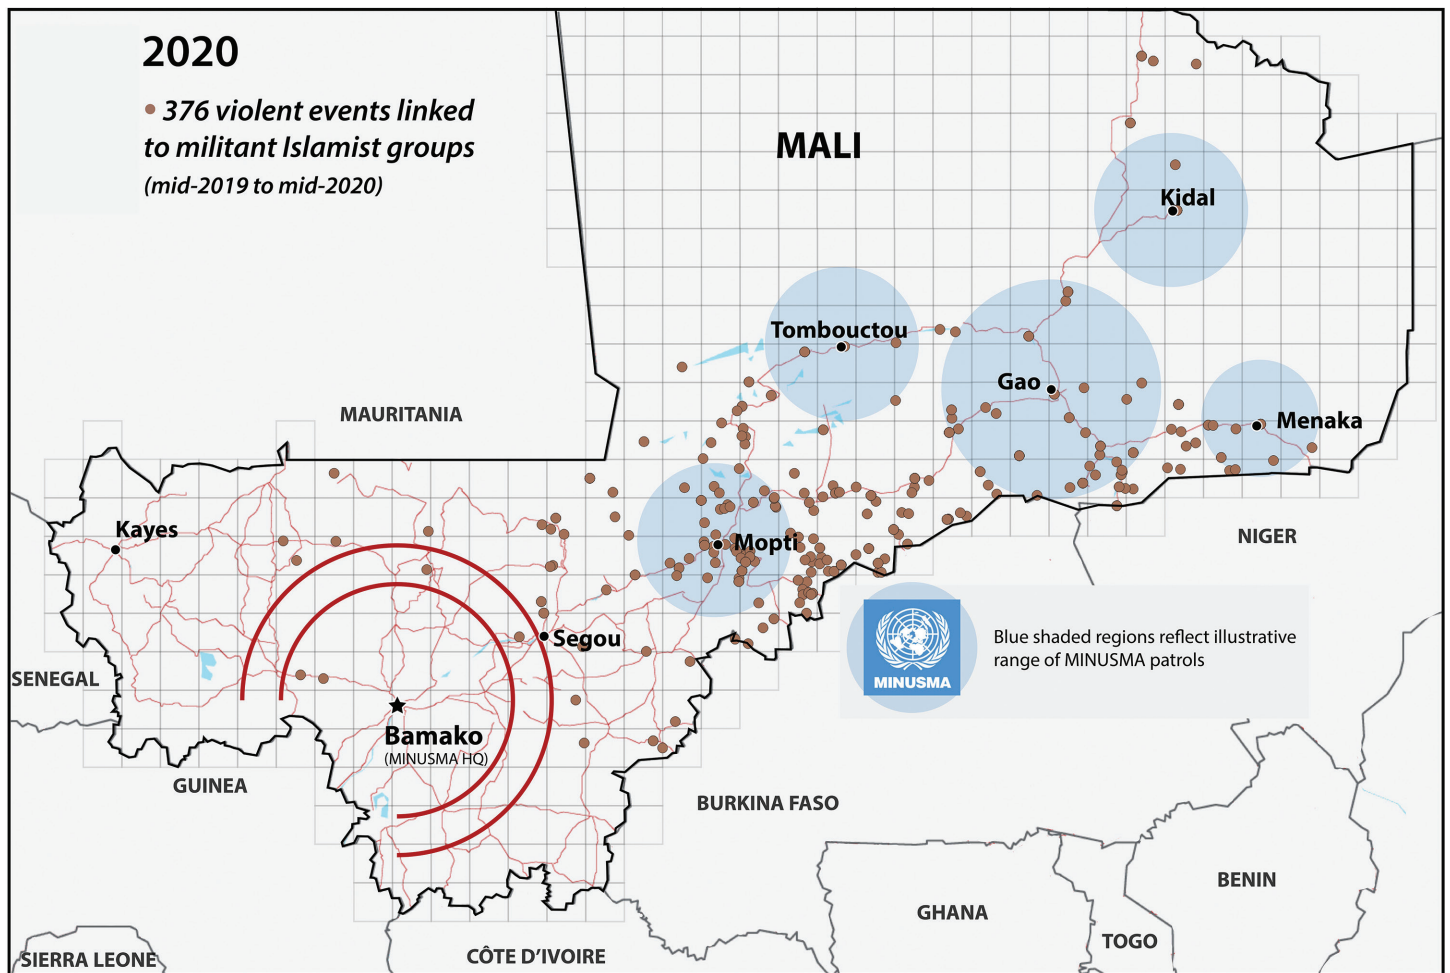 2020
376 violent events linked
to militant Islamist groups
(mid-2019 to mid-2020)
MALI
Kidal
Tombouctou
Gao
Menaka
MAURITANIA
Kayes
Mopti
NIGER
Segou
Blue shaded regions reflect illustrative
range of MINUSMA patrols
MINUSMA
SENEGAL
Bamako
(MINUSMA HQ)
GUINEA
BURKINA FASO
BENIN
GHANA
TOGO
CÔTE D’IVOIRE
SIERRA LEONE